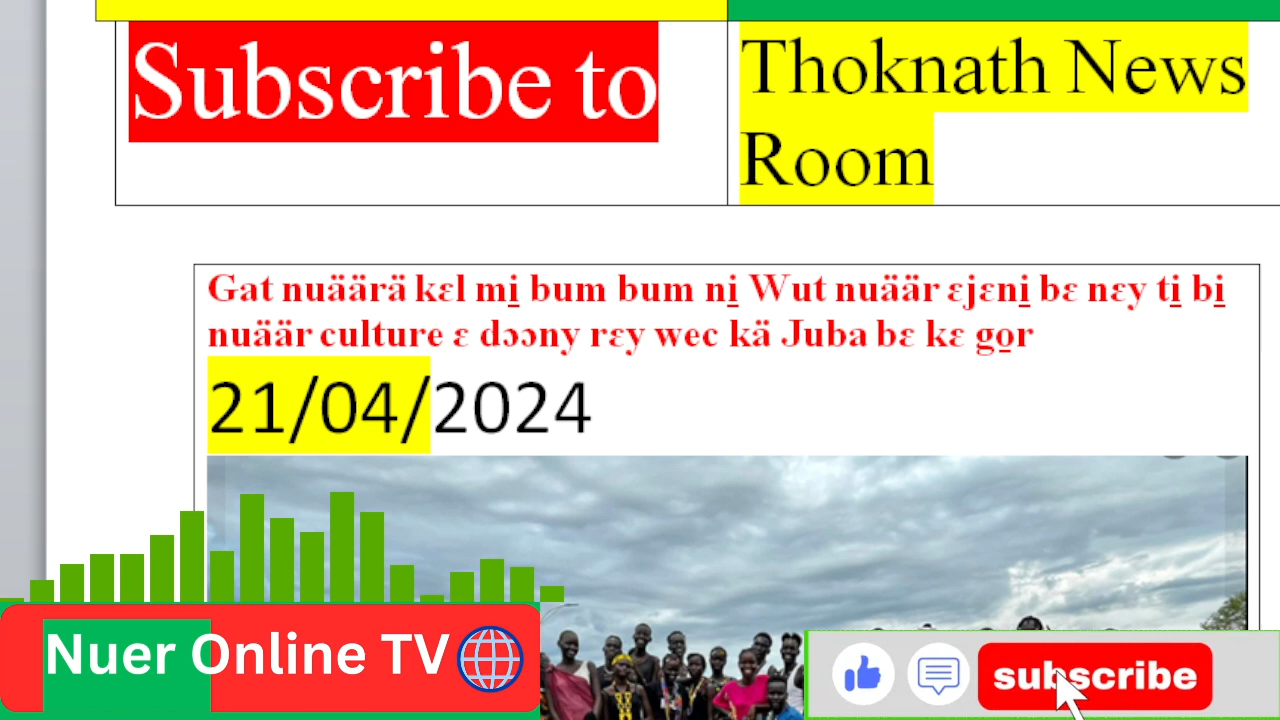 Subscribe to
Thoknath News
Room
Gat nuäärä kɛl mi̱ bum bum ni̱ Wut nuäär ɛjɛni̱ bɛ nɛy ti̱ bi̱
nuäär culture ɛ dɔɔny rɛy wec kä Juba bɛ kɛ go̱r
21/04/2024
Nuer Online TV
subscribe